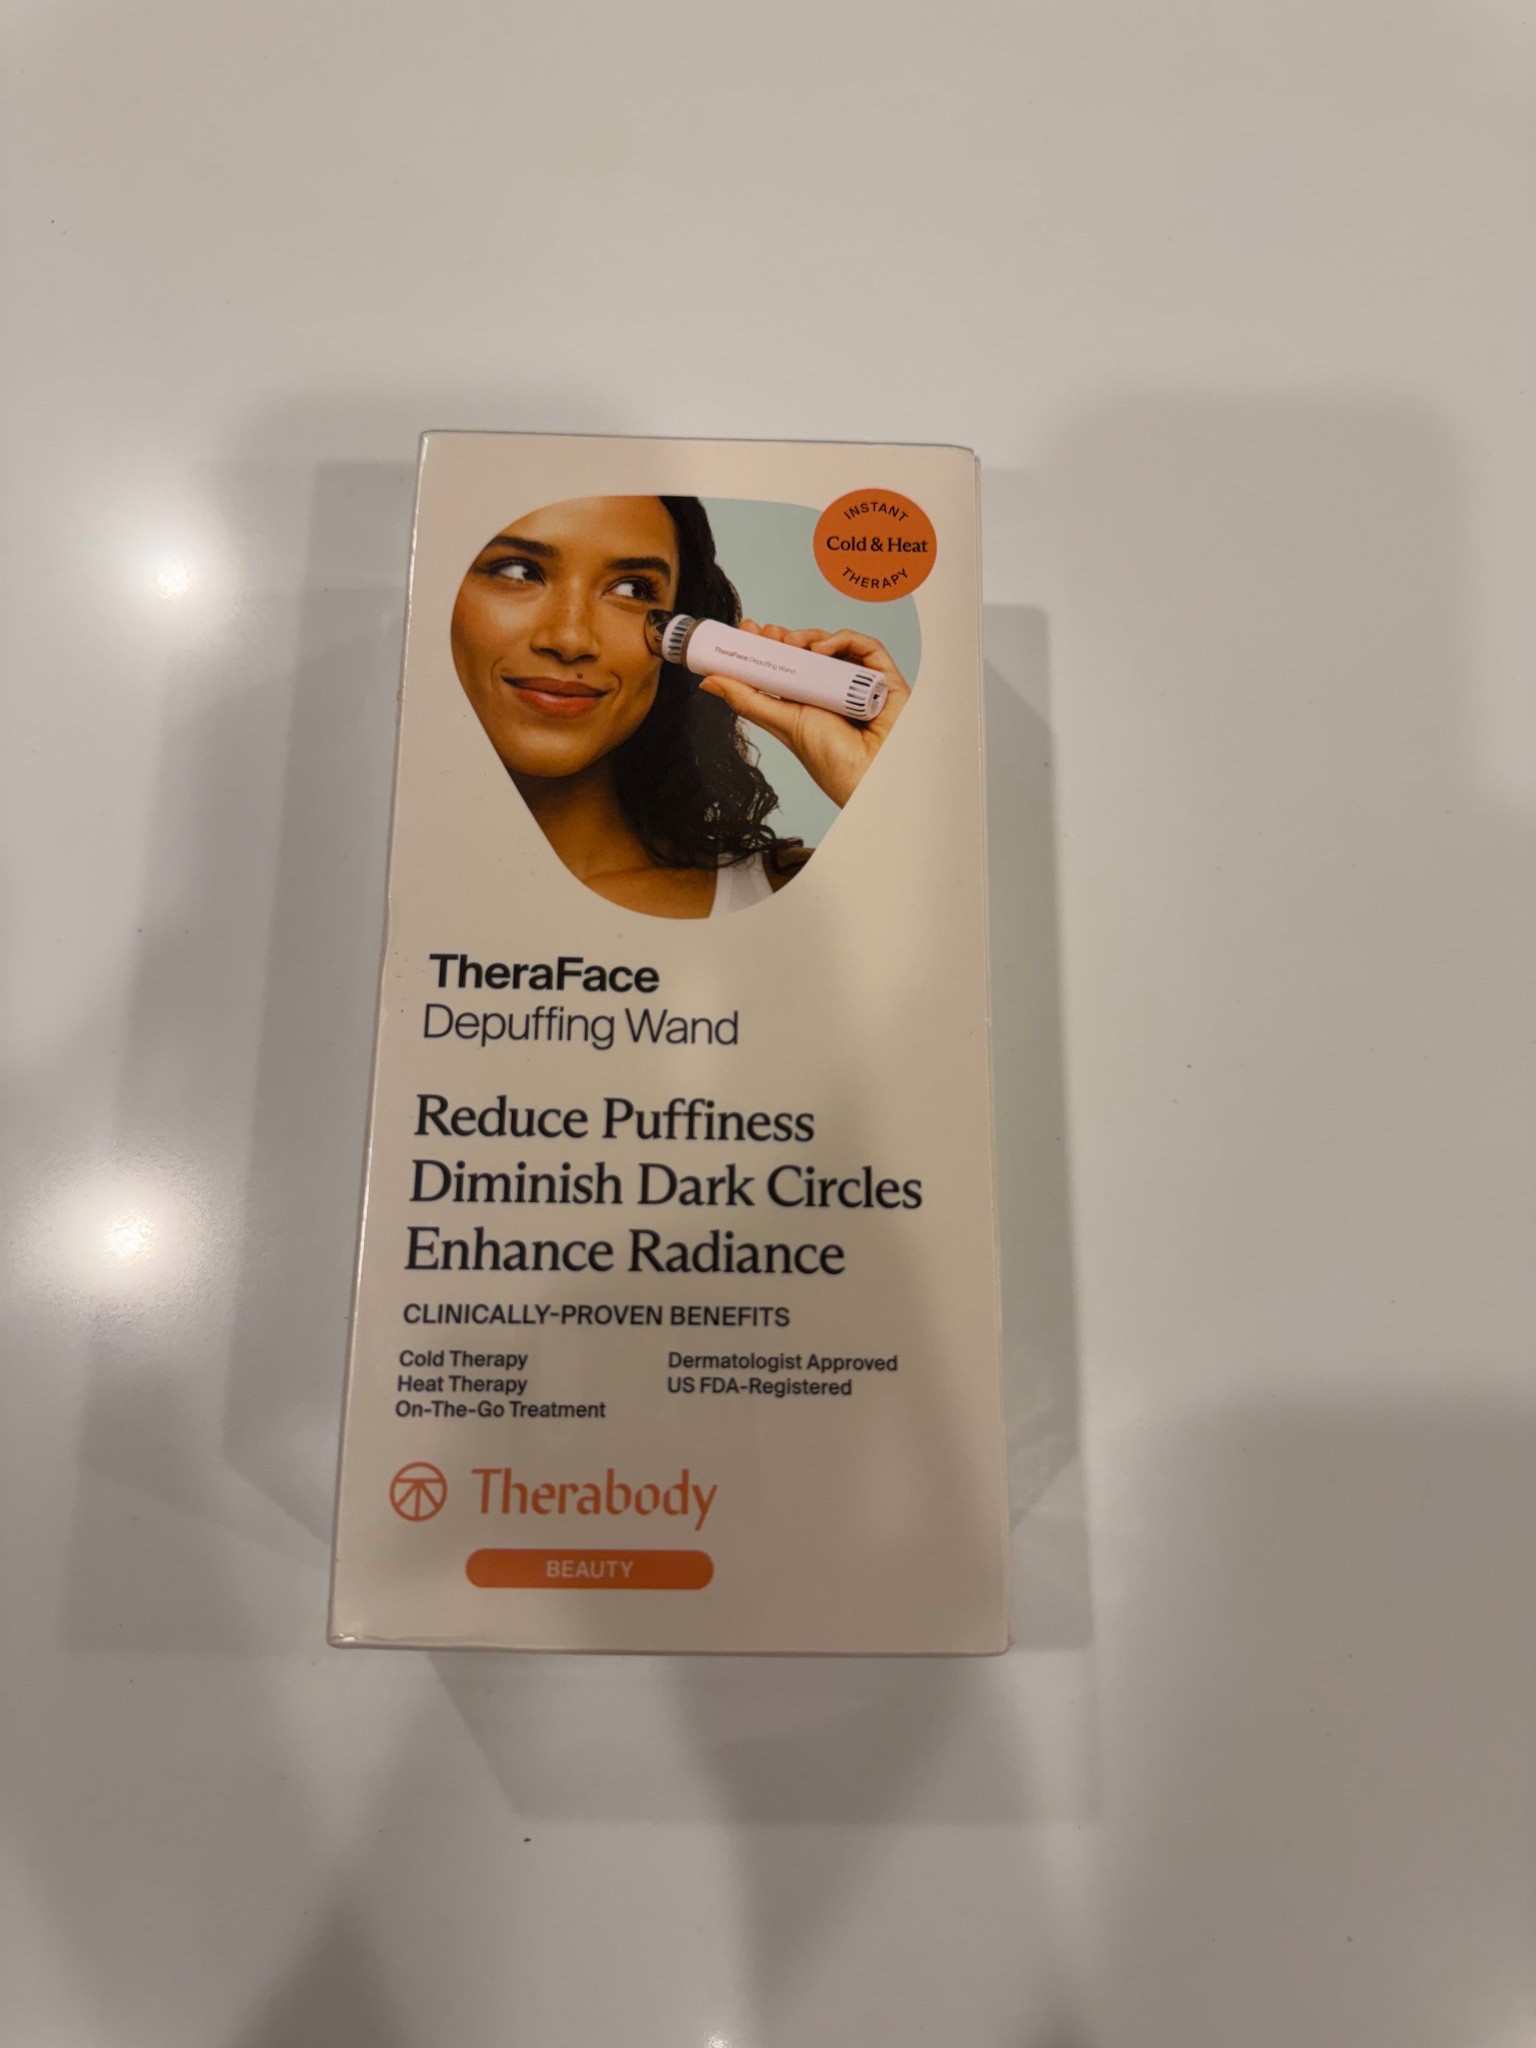 INSTANT
Cold & Heat
THERAPY
TheraFace Depuffing Wand
TheraFace
Depuffing Wand
Reduce Puffiness
Diminish Dark Circles
Enhance Radiance
CLINICALLY-PROVEN BENEFITS
Cold Therapy
Heat Therapy
On-The-Go Treatment
Dermatologist Approved
US FDA-Registered
Therabody
BEAUTY